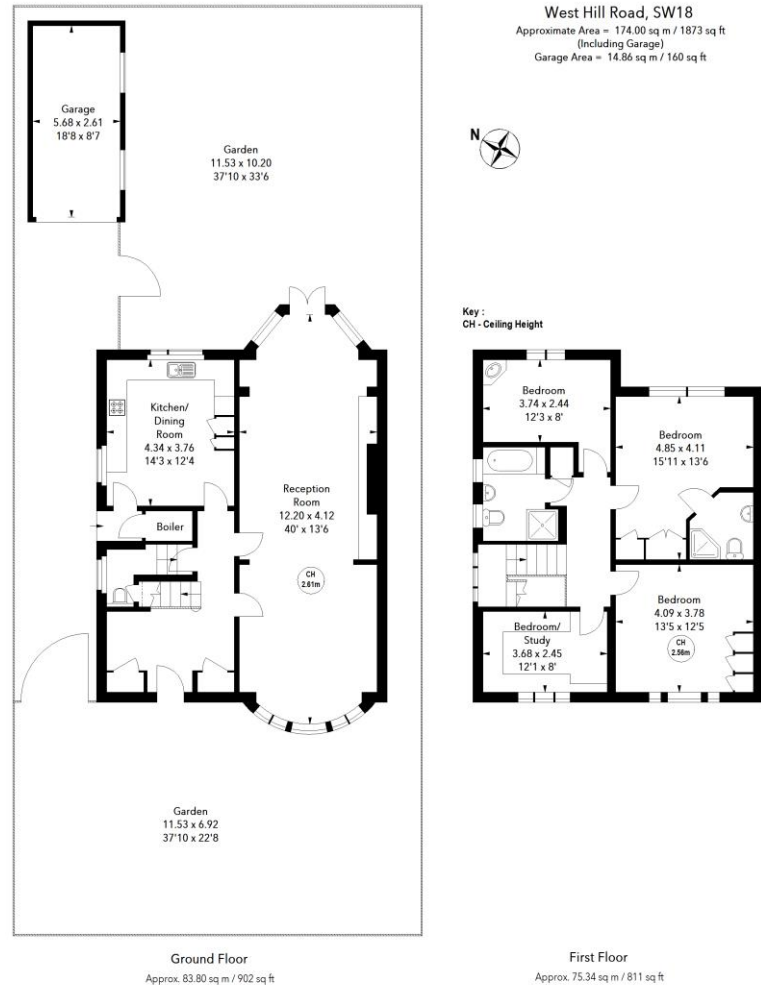 West Hill Road, SW18
Approximate Area = 174.00 sq m / 1873 sq ft
(Including Garage)
Garage Area = 14.86 sq m / 160 sq ft
N
Garage
5.68 x 2.61
18'8 x 8'7
Garden
11.53 x 10.20
37'10 x 33'6
Kitchen/
Dining
Room
4.34 x 3.76
14'3 x 12'4
Boiler
Reception
Room
12.20 x 4.12
40' x 13'6
CH
2.61m
Garden
11.53 x 6.92
37'10 x 22'8
Ground Floor
Approx. 83.80 sq m / 902 sq ft
Key :
CH - Ceiling Height
Bedroom
3.74 x 2.44
12'3 x 8'
Bedroom
4.85 x 4.11
15'11 x 13'6
Bedroom
4.09 x 3.78
13'5 x 12'5
CH
2.56m
Bedroom/
Study
3.68 x 2.45
12'1 x 8'
First Floor
Approx. 75.34 sq m / 811 sq ft